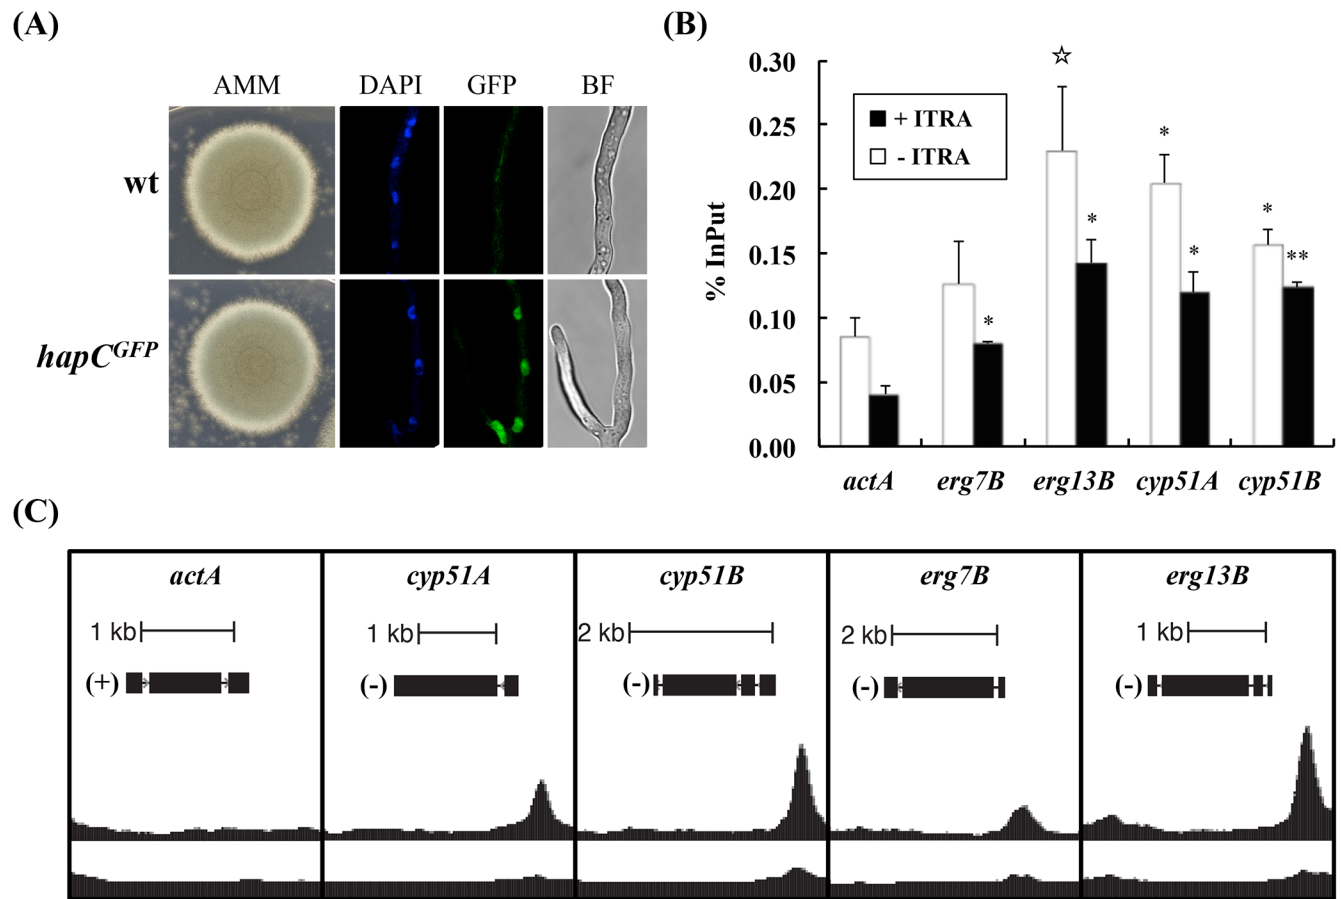 (A)
AMM DAPI GFP BF
wt
hapC^GFP
(B)
☆
* * * * * **
+ ITRA
- ITRA
% InPut
0.30
0.25
0.20
0.15
0.10
0.05
0.00
actA erg7B erg13B cyp51A cyp51B
(C)
actA cyp51A cyp51B erg7B erg13B
1 kb 1 kb 2 kb 2 kb 1 kb
(+) (-) (-) (-) (-)